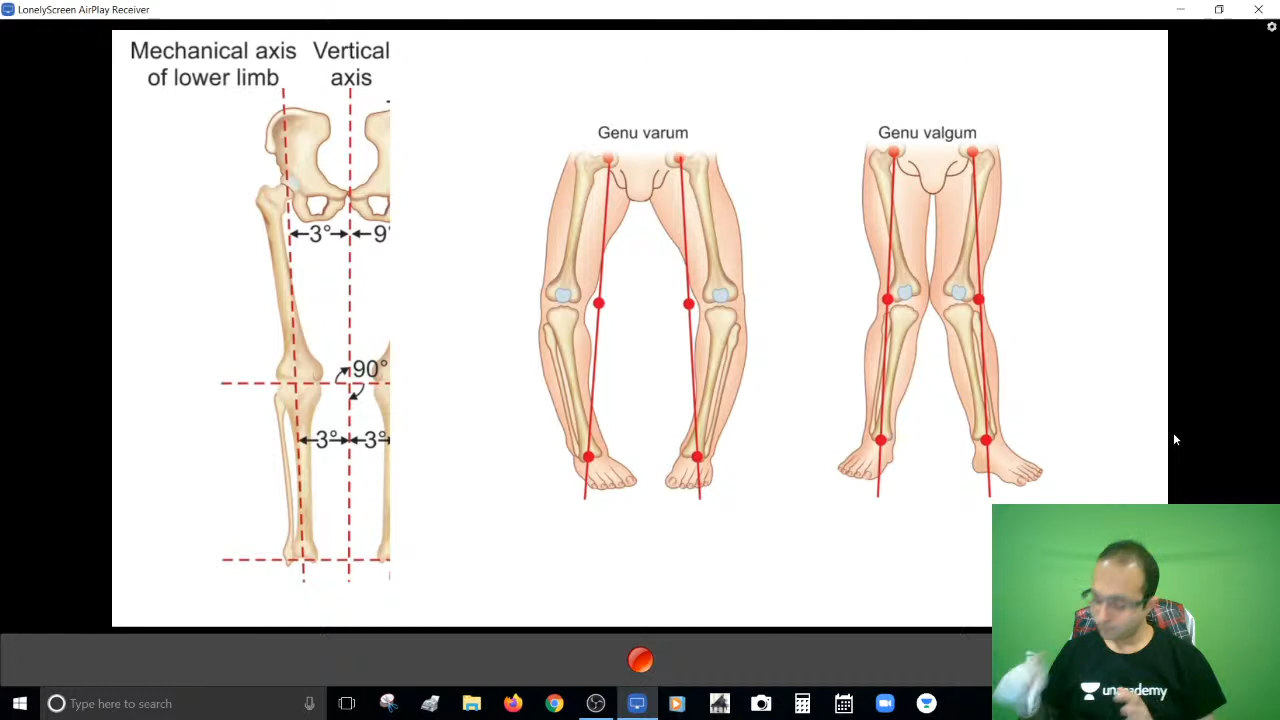 LonelyScreen AirPlay Receiver
Mechanical axis
of lower limb
Vertical
axis
Genu varum
Genu valgum
3°
9°
90°
3°
3°
Type here to search
unacademy